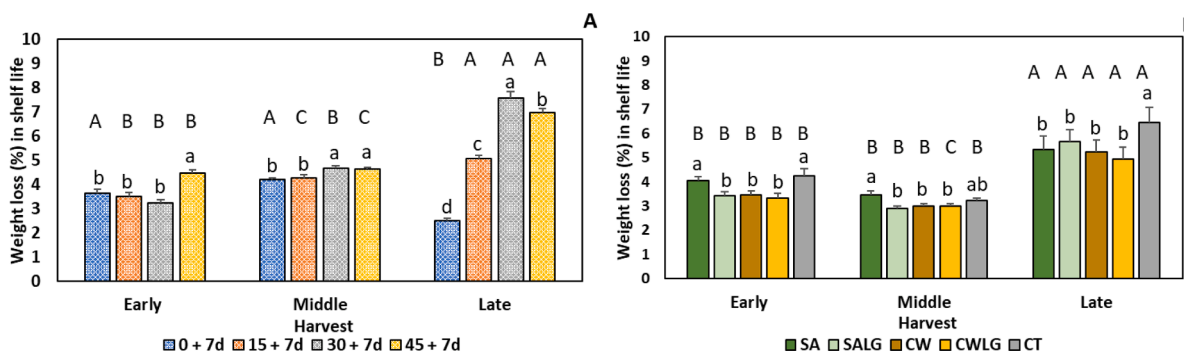 A
Weight loss (%) in shelf life
10
9
8
7
6
5
4
3
2
1
0
A B B B
b b b a
A C B C
b b a a
B A A A
d c a b
Early Middle Late
Harvest
0 + 7d 15 + 7d 30 + 7d 45 + 7d
Weight loss (%) in shelf life
10
9
8
7
6
5
4
3
2
1
0
B B B B B
a b b b a
B B B C B
a b b b ab
A A A A A
b b b b a
Early Middle Late
Harvest
SA SALG CW CWLG CT